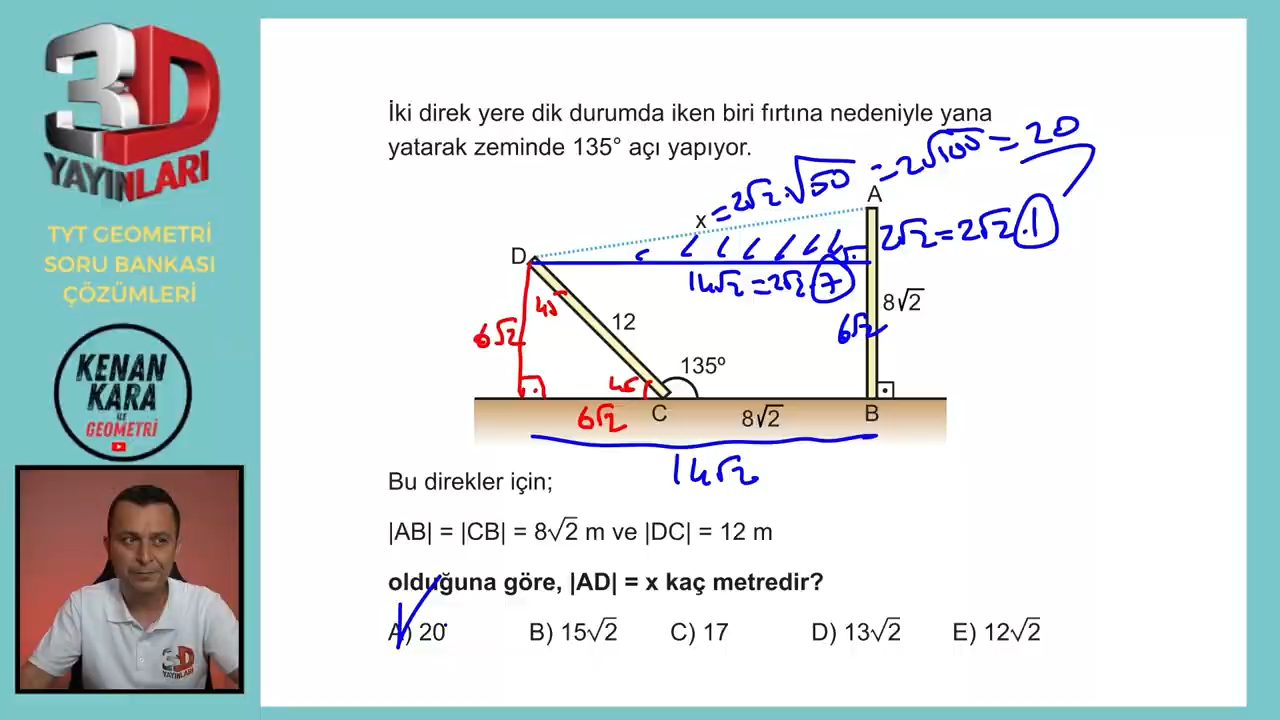 3D
YAYINLARI
TYT GEOMETRİ
SORU BANKASI
ÇÖZÜMLERİ
KENAN
KARA
İLE
GEOMETRİ
3D
YAYINLARI
İki direk yere dik durumda iken biri fırtına nedeniyle yana
yatarak zeminde 135° açı yapıyor.
x = 2√2.√50 = 2√100 = 20
A
2√2 = 2√2.1
D
14√2 = 2√2.7
45
12
8√2
6√2
6√2
135º
45
6√2
C
8√2
B
14√2
Bu direkler için;
|AB| = |CB| = 8√2 m ve |DC| = 12 m
olduğuna göre, |AD| = x kaç metredir?
A) 20 B) 15√2 C) 17 D) 13√2 E) 12√2